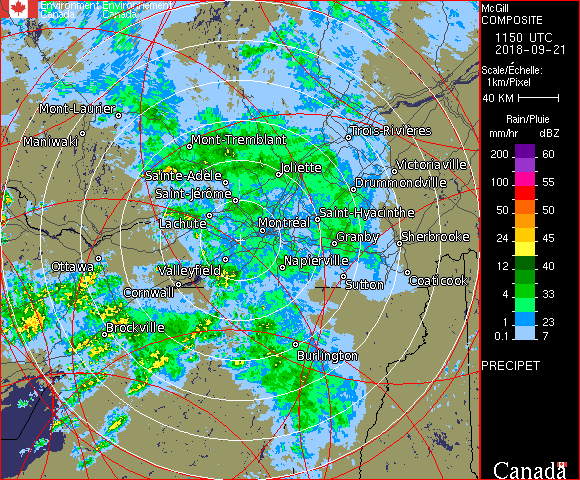 Environment Environnement
Canada Canada
Mont-Laurier
Maniwaki
Mont-Tremblant
Trois-Rivières
Sainte-Adèle
Joliette
Victoriaville
Saint-Jérôme
Drummondville
Lachute
Montréal
Saint-Hyacinthe
Granby
Sherbrooke
Ottawa
Valleyfield
Napierville
Cornwall
Sutton
Coaticook
Brockville
Burlington
McGill
COMPOSITE
1150 UTC
2018-09-21
Scale/Échelle:
1km/Pixel
40 KM
Rain/Pluie
mm/hr dBZ
200 60
100 55
50 50
24 45
12 40
4 33
1 23
0.1 7
PRECIPET
Canada